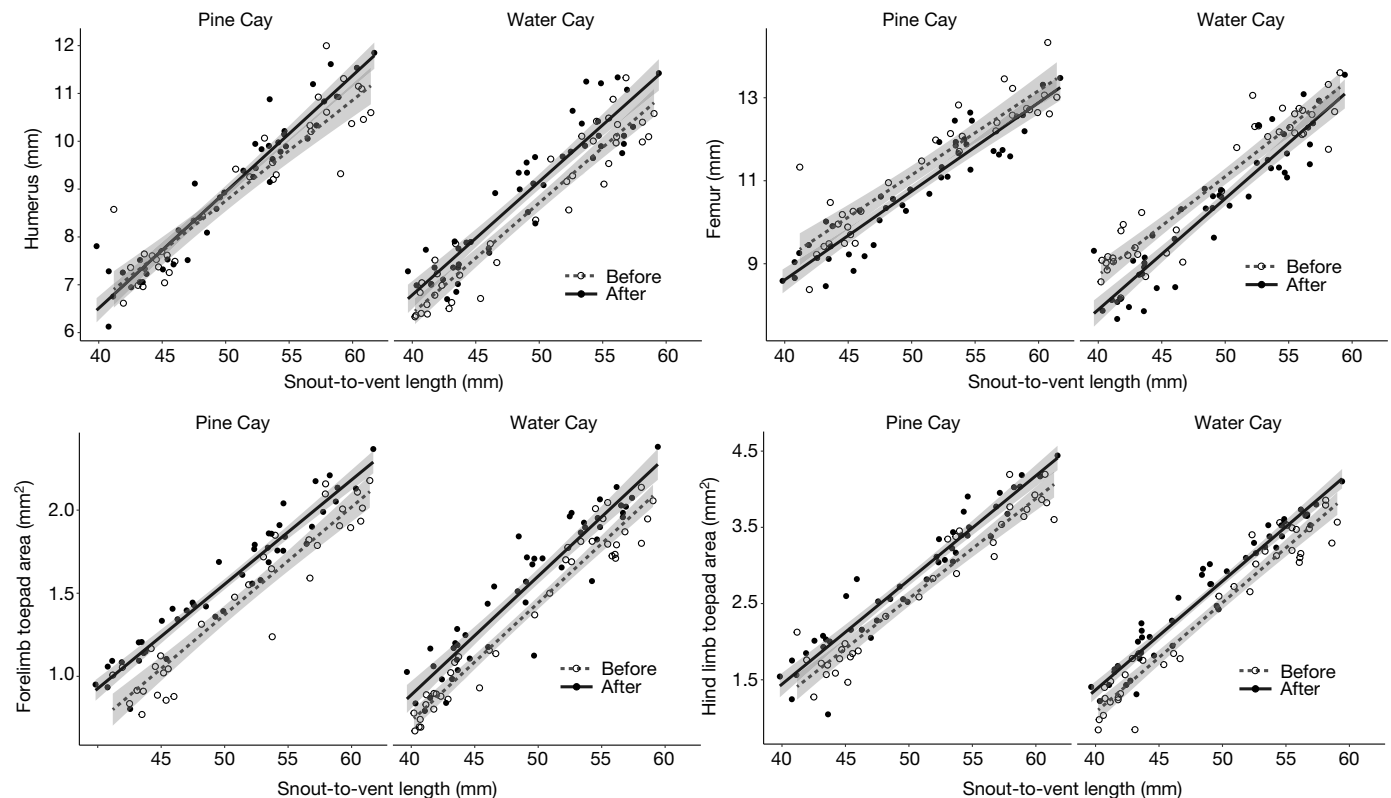 Pine Cay Water Cay
Humerus (mm)
12
11
10
9
8
7
6
Before
After
40 45 50 55 60 40 45 50 55 60
Snout-to-vent length (mm)
Pine Cay Water Cay
Femur (mm)
13
11
9
Before
After
40 45 50 55 60 40 45 50 55 60
Snout-to-vent length (mm)
Pine Cay Water Cay
Forelimb toepad area (mm²)
2.0
1.5
1.0
Before
After
40 45 50 55 60 40 45 50 55 60
Snout-to-vent length (mm)
Pine Cay Water Cay
Hind limb toepad area (mm²)
4.5
3.5
2.5
1.5
Before
After
40 45 50 55 60 40 45 50 55 60
Snout-to-vent length (mm)